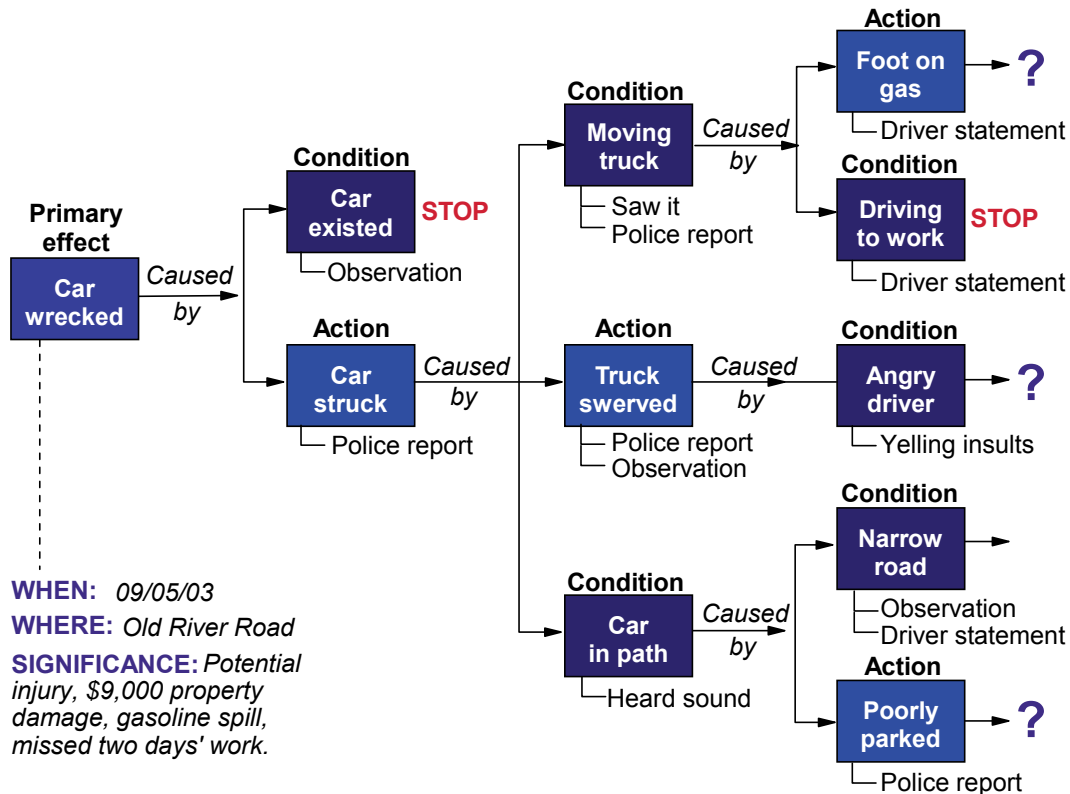 Primary
effect
Car
wrecked
Caused
by
WHEN: 09/05/03
WHERE: Old River Road
SIGNIFICANCE: Potential
injury, $9,000 property
damage, gasoline spill,
missed two days' work.
Condition
Car
existed
STOP
Observation
Action
Car
struck
Police report
Caused
by
Condition
Moving
truck
Saw it
Police report
Caused
by
Action
Truck
swerved
Police report
Observation
Caused
by
Condition
Car
in path
Heard sound
Caused
by
Action
Foot on
gas
?
Driver statement
Condition
Driving
to work
STOP
Driver statement
Condition
Angry
driver
?
Yelling insults
Condition
Narrow
road
Observation
Driver statement
Action
Poorly
parked
?
Police report